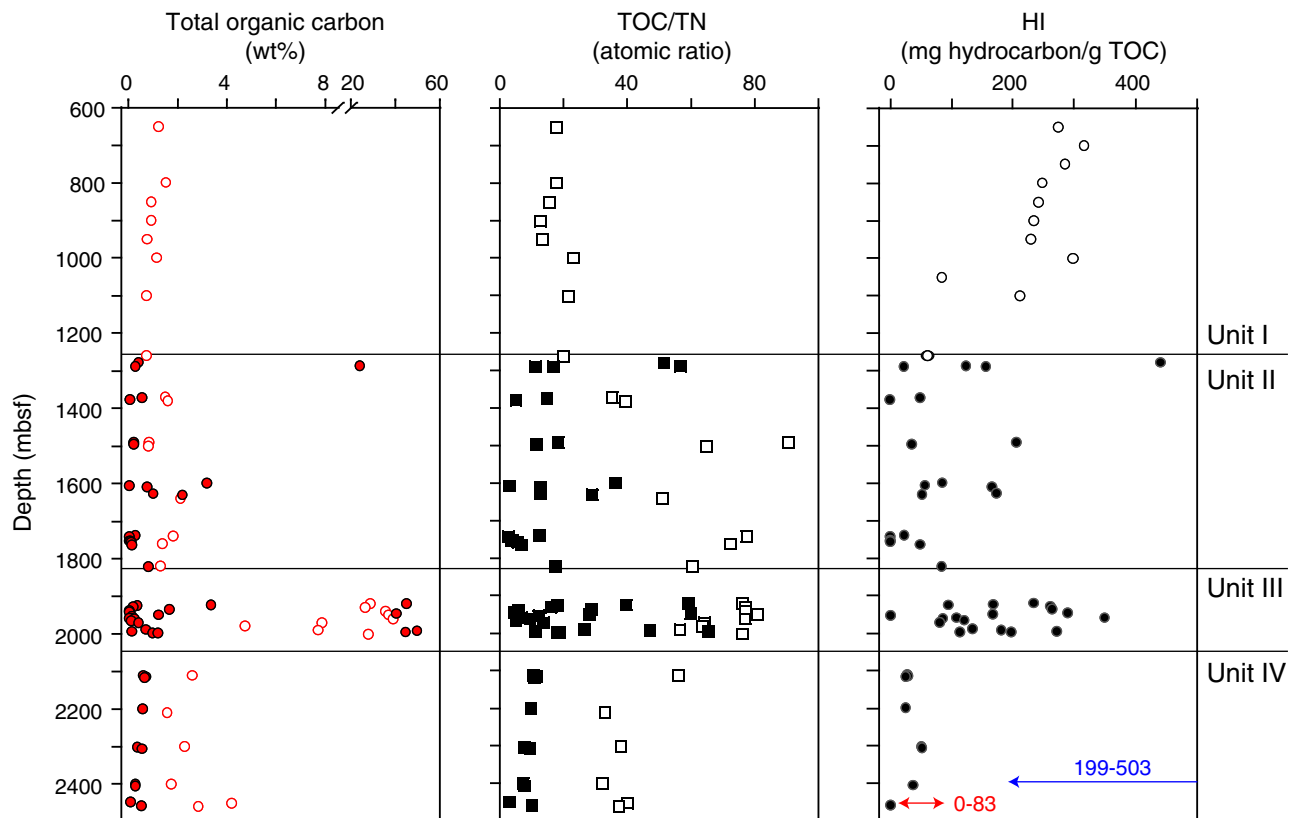 Total organic carbon
(wt%)
TOC/TN
(atomic ratio)
HI
(mg hydrocarbon/g TOC)
0 4 8 20 60
0 40 80
0 200 400
600
800
1000
1200
1400
1600
1800
2000
2200
2400
Depth (mbsf)
Unit I
Unit II
Unit III
Unit IV
199-503
0-83